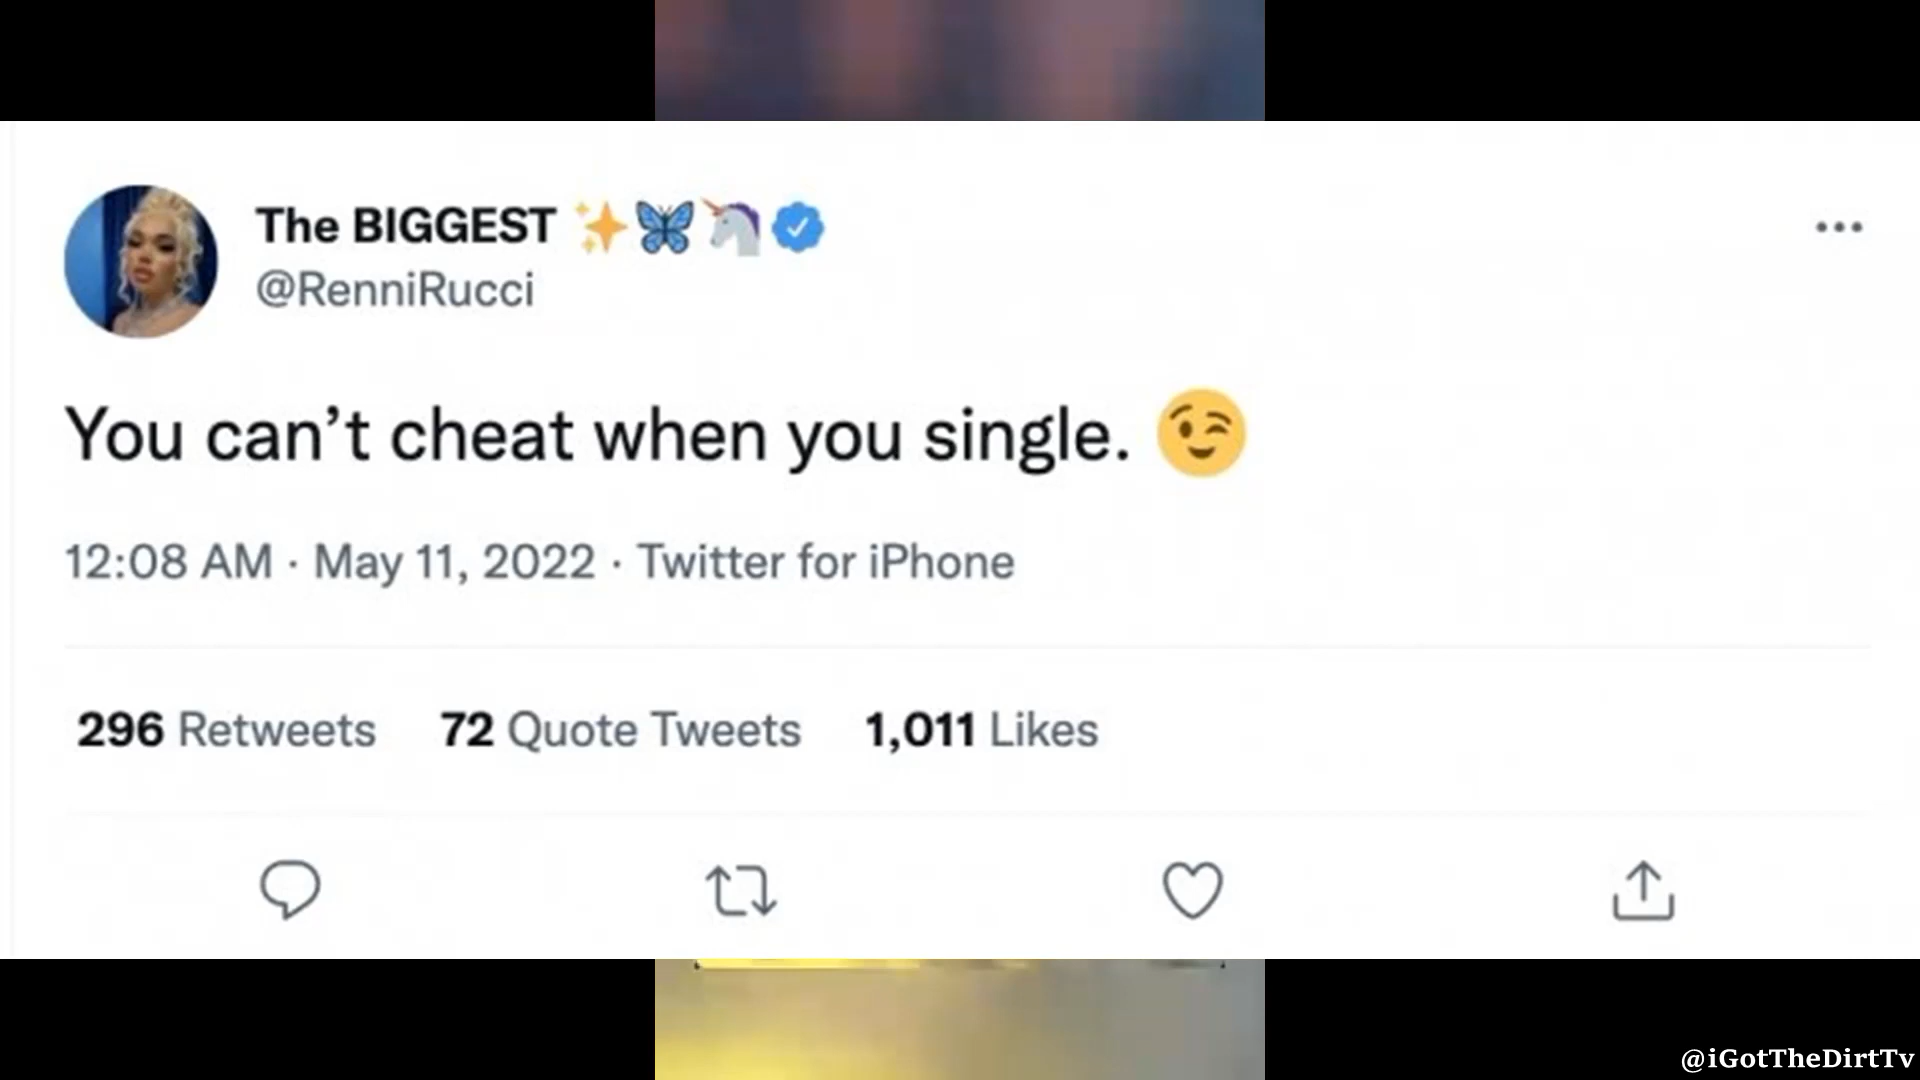 The BIGGEST ✨🦋🦄
@RenniRucci
You can’t cheat when you single. 😉
12:08 AM · May 11, 2022 · Twitter for iPhone
296 Retweets 72 Quote Tweets 1,011 Likes
@iGotTheDirtTv